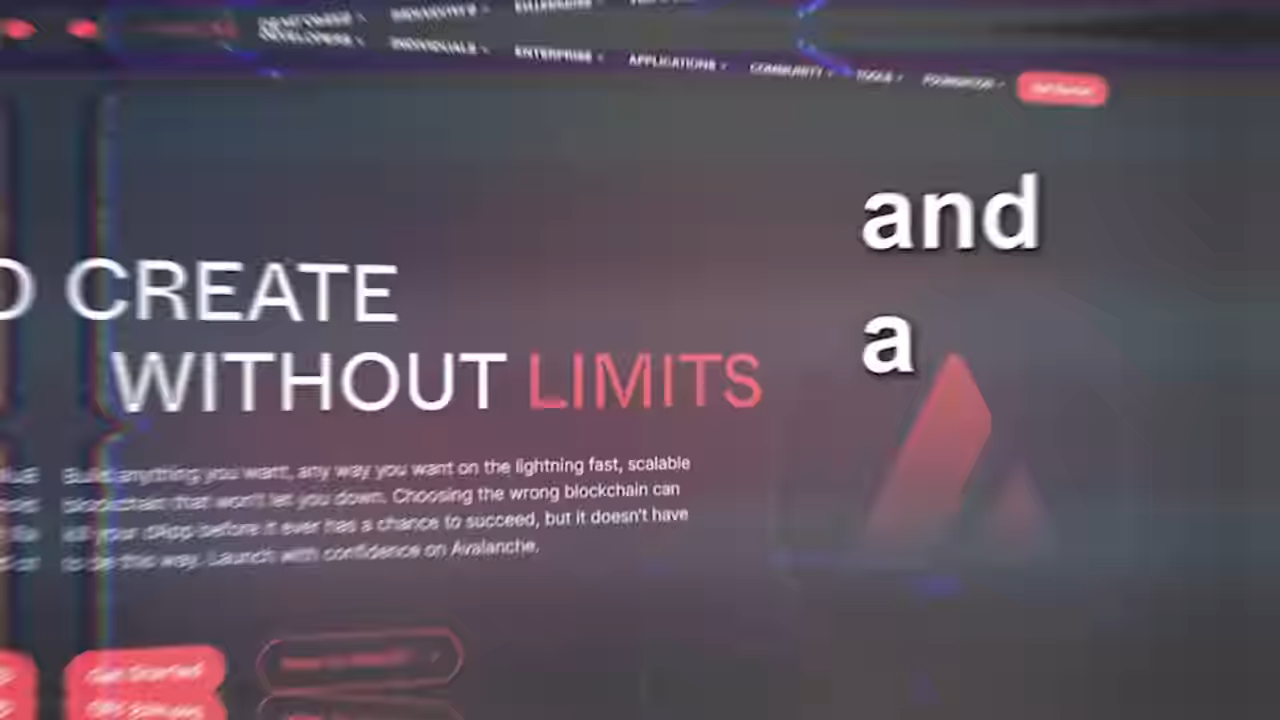 DEVELOPERS INDIVIDUALS ENTERPRISE APPLICATIONS COMMUNITY TOOLS FOUNDATION
and
a
CREATE
WITHOUT LIMITS
Build anything you want, any way you want on the lightning fast, scalable
blockchain that won't let you down. Choosing the wrong blockchain can
kill your dApp before it ever has a chance to succeed, but it doesn't have
to be this way. Launch with confidence on Avalanche.
Get Started